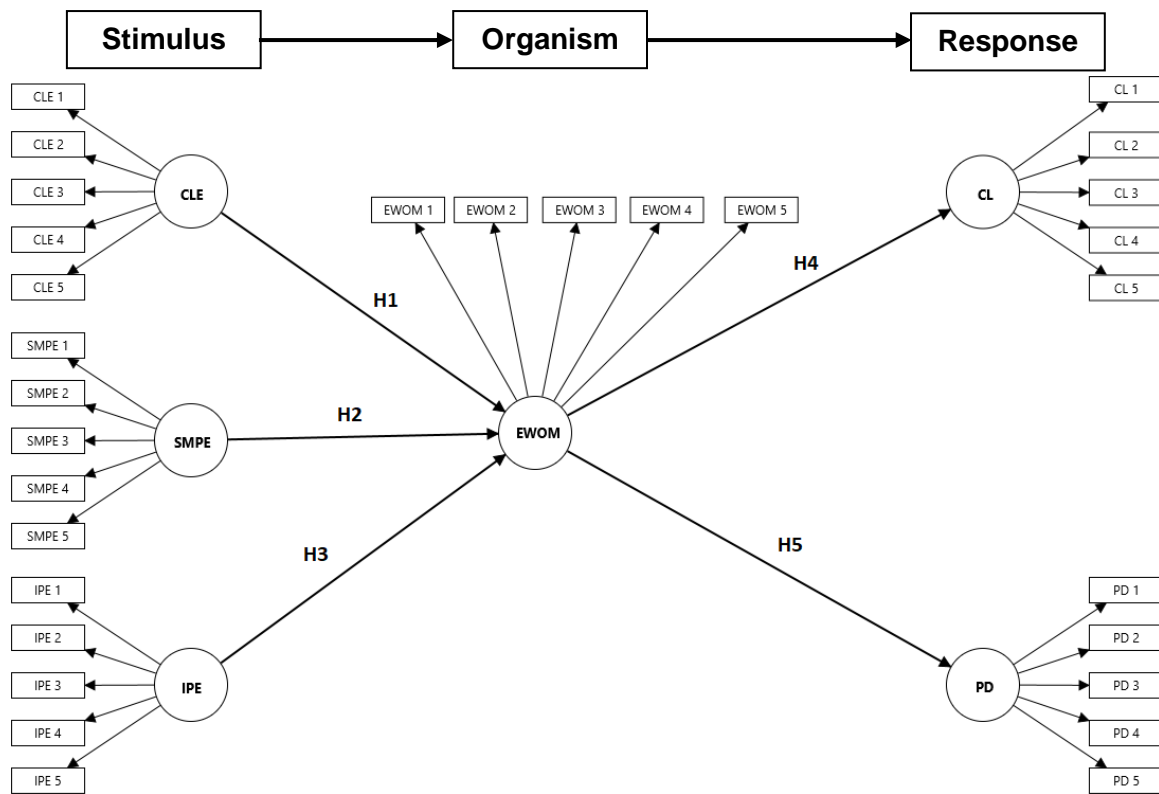 Stimulus
Organism
Response
CLE 1
CLE 2
CLE 3
CLE 4
CLE 5
CLE
SMPE 1
SMPE 2
SMPE 3
SMPE 4
SMPE 5
SMPE
IPE 1
IPE 2
IPE 3
IPE 4
IPE 5
IPE
H1
H2
H3
EWOM 1
EWOM 2
EWOM 3
EWOM 4
EWOM 5
EWOM
H4
H5
CL
CL 1
CL 2
CL 3
CL 4
CL 5
PD
PD 1
PD 2
PD 3
PD 4
PD 5